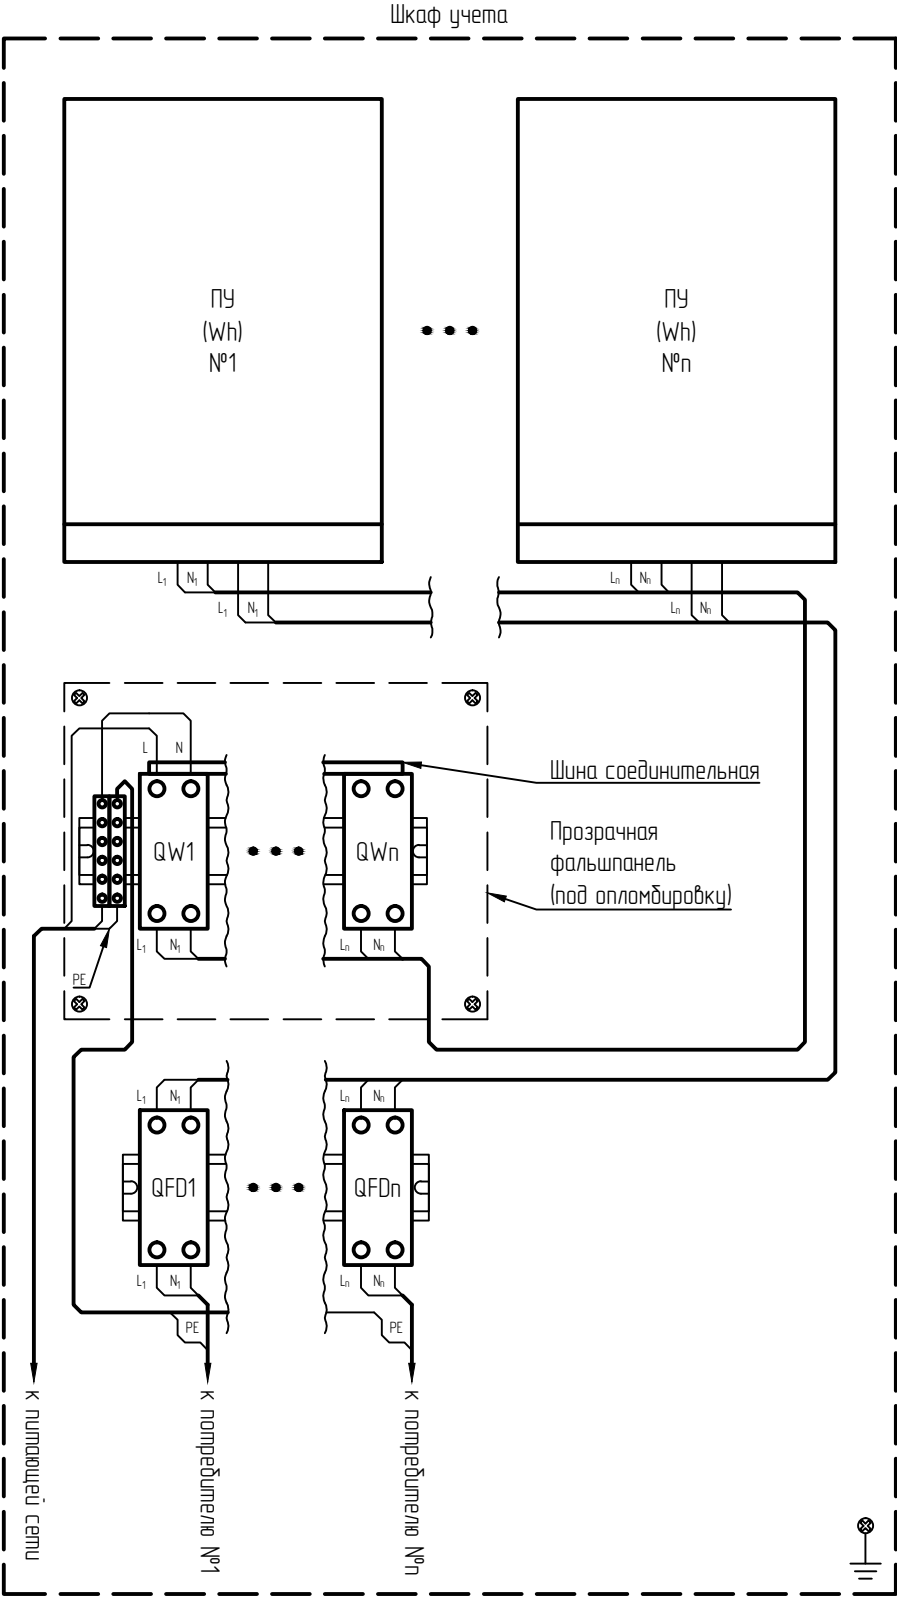 Шкаф учета
ПУ
(Wh)
№1
ПУ
(Wh)
№n
L1
N1
Ln
Nn
L1
N1
Ln
Nn
L
N
Шина соединительная
QW1
QWn
Прозрачная
фальшпанель
(под опломбировку)
L1
N1
Ln
Nn
PE
L1
N1
Ln
Nn
QFD1
QFDn
L1
N1
Ln
Nn
PE
PE
К питающей сети
К потребителю №1
К потребителю №n